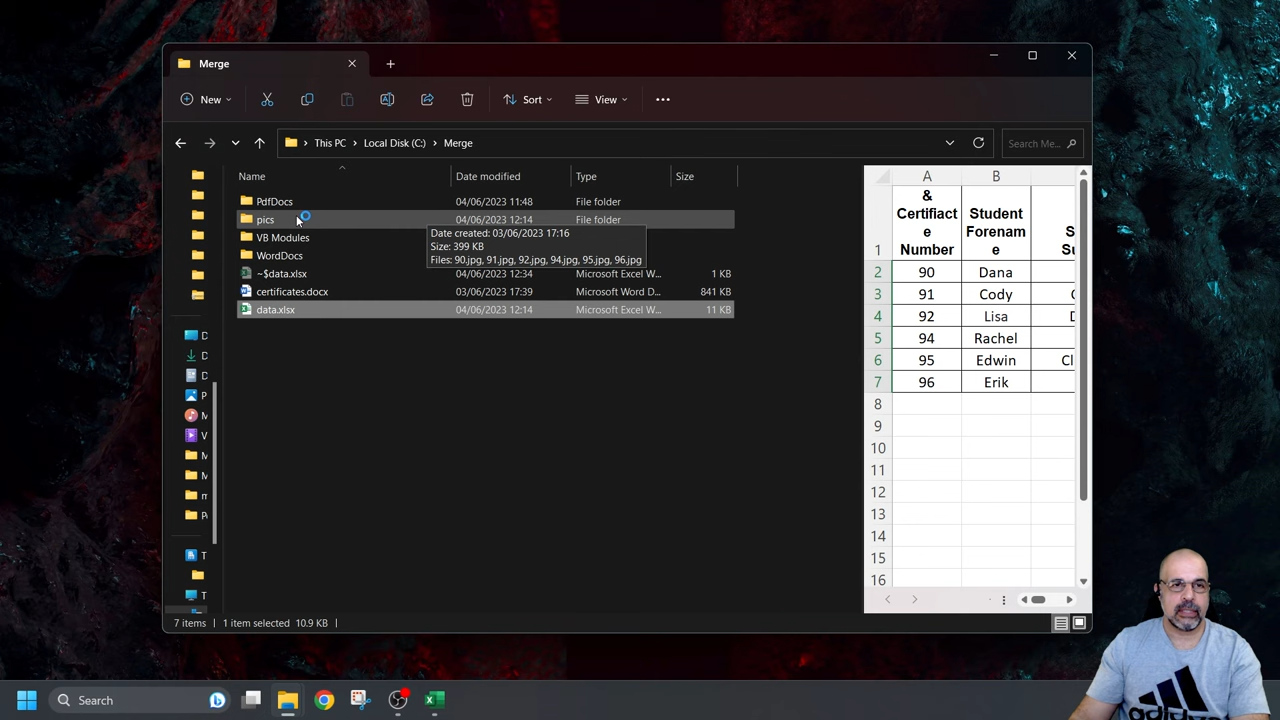 Merge
New
Sort
View
This PC
Local Disk (C:)
Merge
Search Me...
Name
Date modified
Type
Size
PdfDocs 04/06/2023 11:48 File folder
pics 04/06/2023 12:14 File folder
VB Modules
WordDocs
~$data.xlsx 04/06/2023 12:34 Microsoft Excel W... 1 KB
certificates.docx 03/06/2023 17:39 Microsoft Word D... 841 KB
data.xlsx 04/06/2023 12:14 Microsoft Excel W... 11 KB
Date created: 03/06/2023 17:16
Size: 399 KB
Files: 90.jpg, 91.jpg, 92.jpg, 94.jpg, 95.jpg, 96.jpg
D
D
D
P
M
V
M
M
m
P
T
T
A B
&
Certifiact
e
Number
Student
Forenam
e
S
Su
1
2 90 Dana
3 91 Cody
4 92 Lisa
5 94 Rachel
6 95 Edwin Cl
7 96 Erik
8
9
10
11
12
13
14
15
16
7 items
1 item selected 10.9 KB
Search
adidas